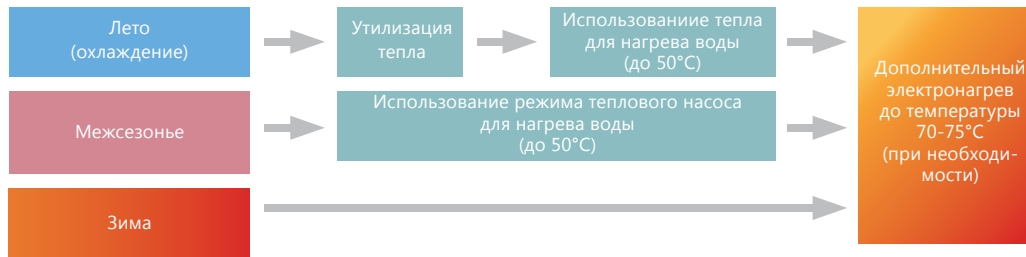 Лето
(охлаждение)
Утилизация
тепла
Использованиие тепла
для нагрева воды
(до 50°C)
Дополнительный
электронагрев
до температуры
70-75°C
(при необходи-
мости)
Межсезонье
Использование режима теплового насоса
для нагрева воды
(до 50°C)
Зима